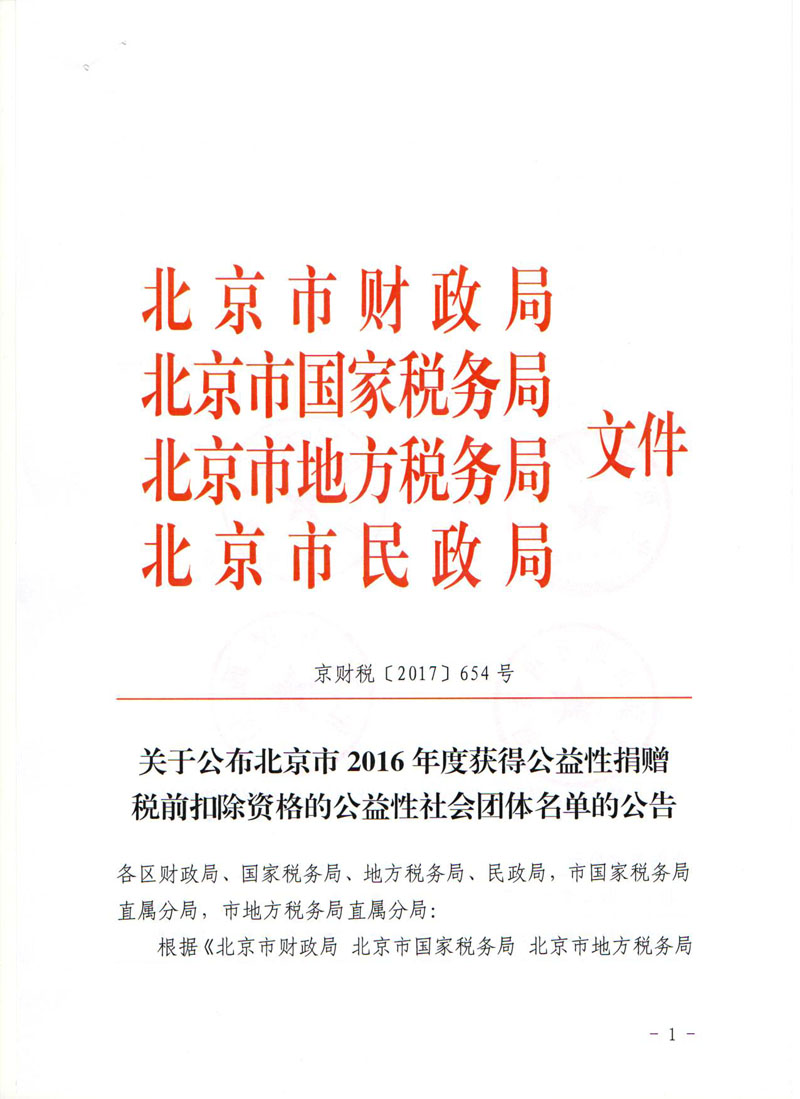 北京市财政局
北京市国家税务局
北京市地方税务局
北京市民政局
文件
京财税〔2017〕654号
关于公布北京市2016年度获得公益性捐赠
税前扣除资格的公益性社会团体名单的公告
各区财政局、国家税务局、地方税务局、民政局，市国家税务局
直属分局，市地方税务局直属分局：
根据《北京市财政局 北京市国家税务局 北京市地方税务局
- 1 -